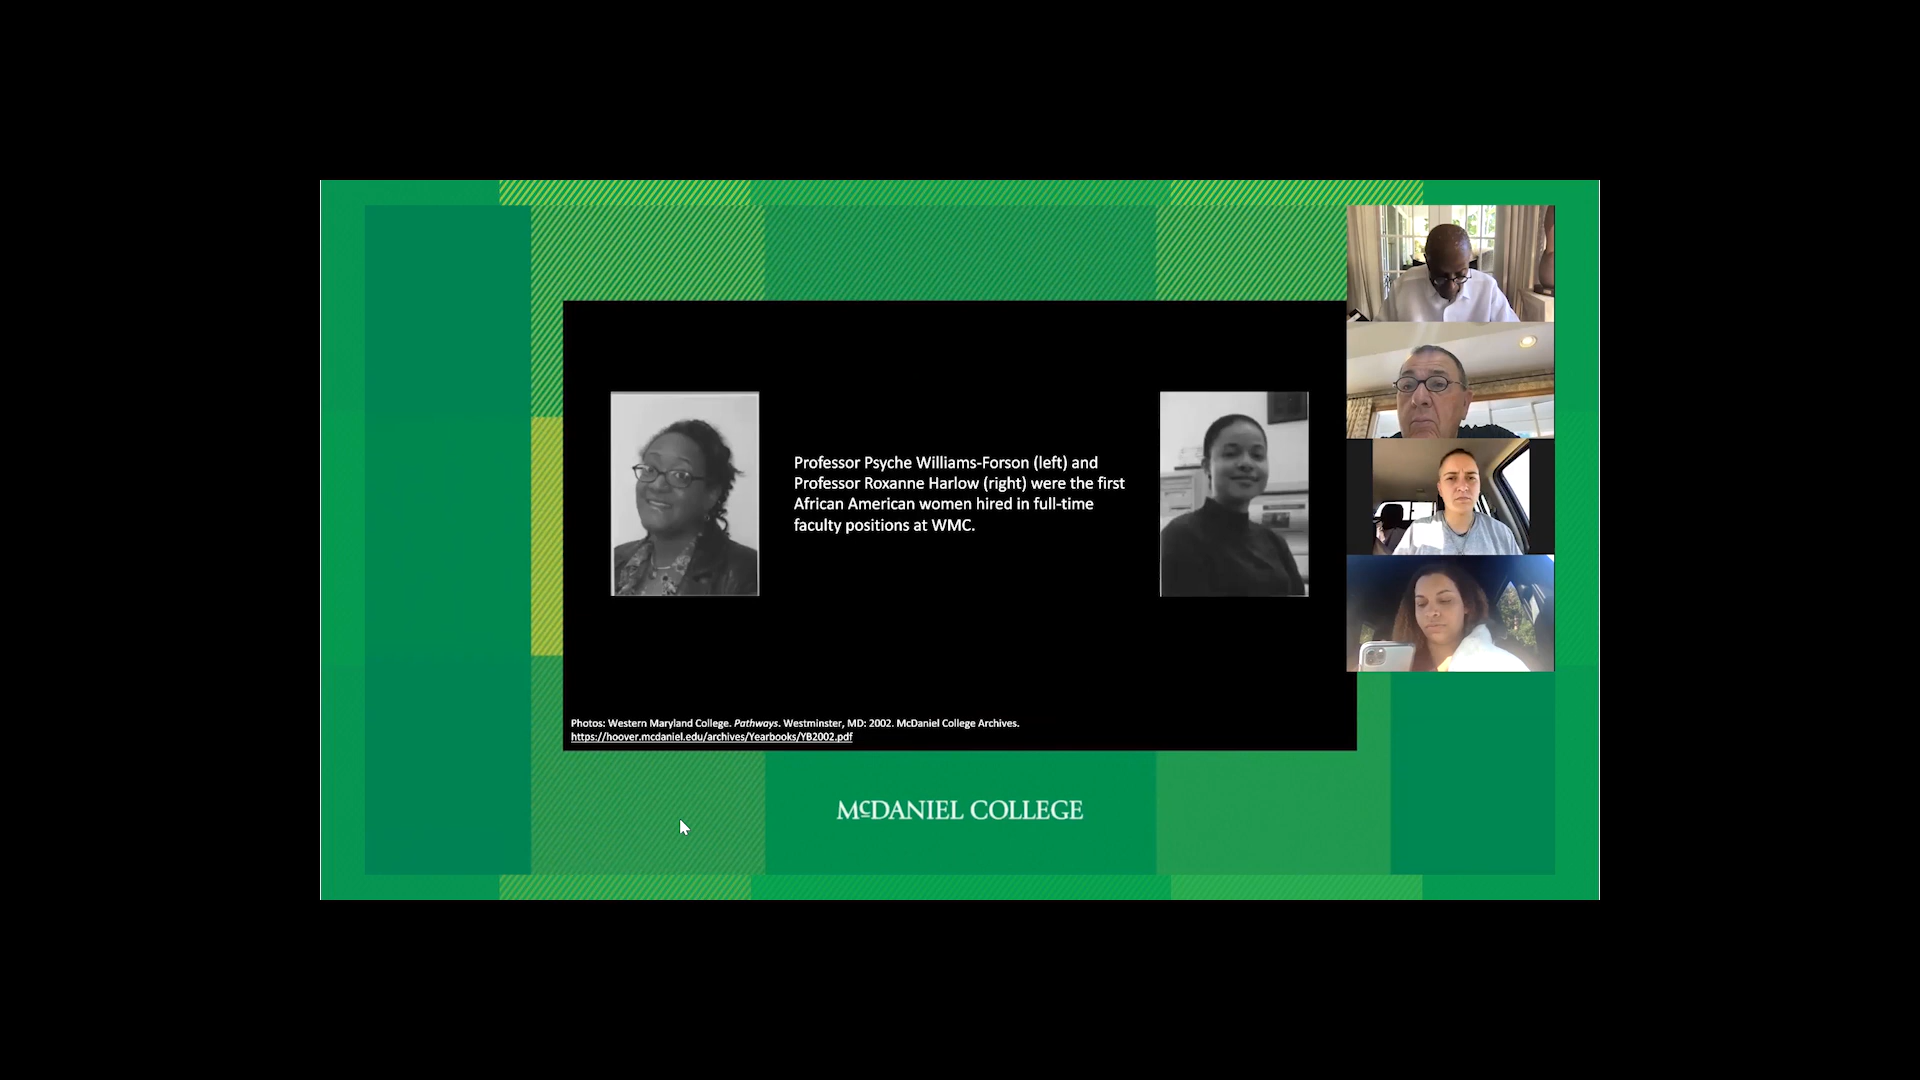 Professor Psyche Williams-Forson (left) and
Professor Roxanne Harlow (right) were the first
African American women hired in full-time
faculty positions at WMC.
Photos: Western Maryland College. Pathways. Westminster, MD: 2002. McDaniel College Archives.
https://hoover.mcdaniel.edu/archives/Yearbooks/YB2002.pdf
McDANIEL COLLEGE